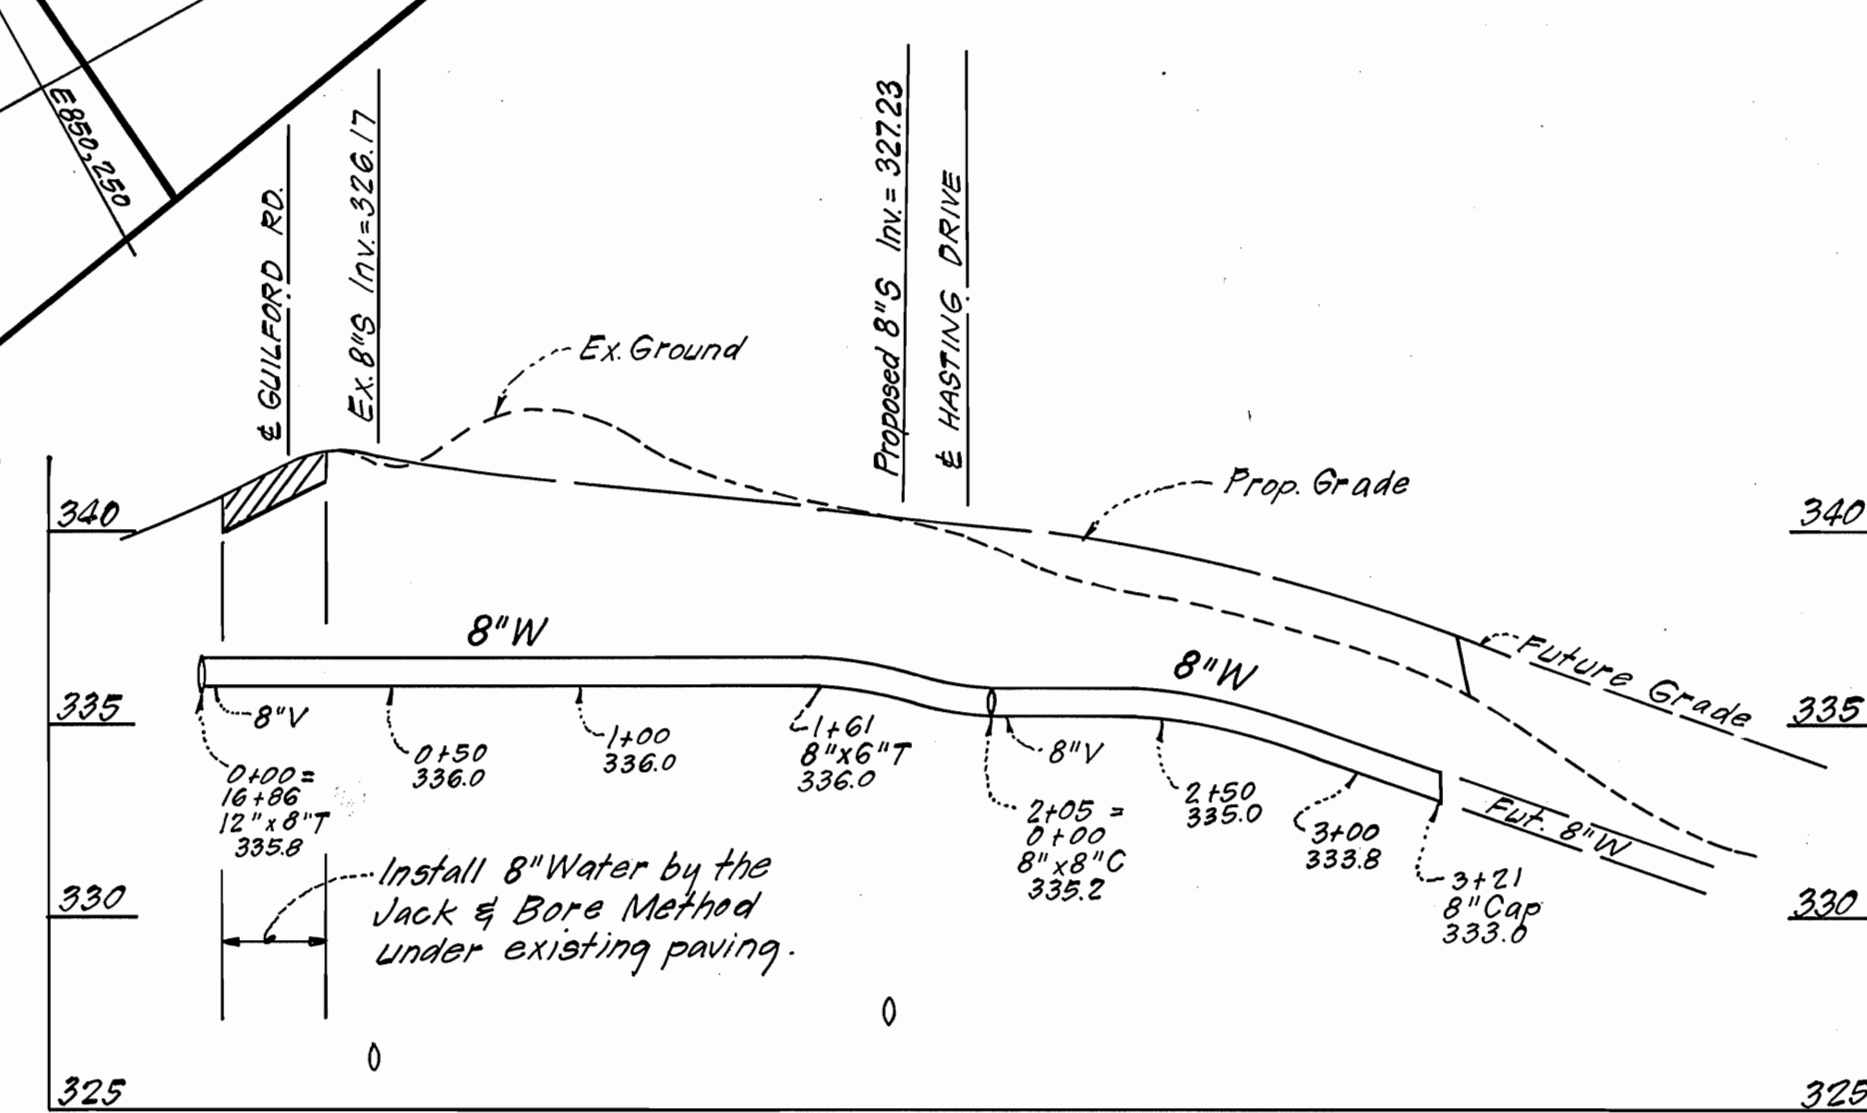 E850,250
℄ GUILFORD RD.
Ex. 8"S Inv.=326.17
Proposed 8"S Inv.= 327.23
℄ HASTING DRIVE
Ex. Ground
Prop. Grade
340
340
8"W
8"W
Future Grade
335
335
8"V
0+00 =
16+86
12"x8"T
335.8
0+50
336.0
1+00
336.0
1+61
8"x6"T
336.0
8"V
2+05 =
0+00
8"x8"C
335.2
2+50
335.0
3+00
333.8
Fut. 8"W
3+21
8"Cap
333.0
Install 8"Water by the
Jack & Bore Method
under existing paving.
330
330
325
325